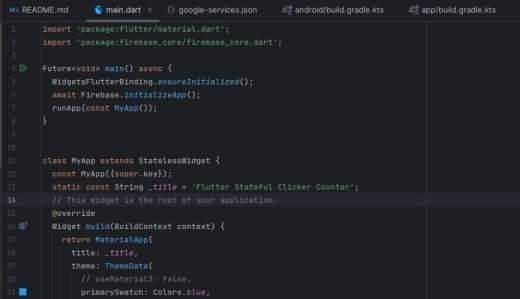 README.md main.dart google-services.json android/build.gradle.kts app/build.gradle.kts
1 import 'package:flutter/material.dart';
2 import 'package:firebase_core/firebase_core.dart';
3
4 Future<void> main() async {
5 WidgetsFlutterBinding.ensureInitialized();
6 await Firebase.initializeApp();
7 runApp(const MyApp());
8 }
9
10
11 class MyApp extends StatelessWidget {
12 const MyApp({super.key});
13 static const String _title = 'Flutter Stateful Clicker Counter';
14 // This widget is the root of your application.
15 @override
16 Widget build(BuildContext context) {
17 return MaterialApp(
18 title: _title,
19 theme: ThemeData(
20 // useMaterial3: false,
21 primarySwatch: Colors.blue,